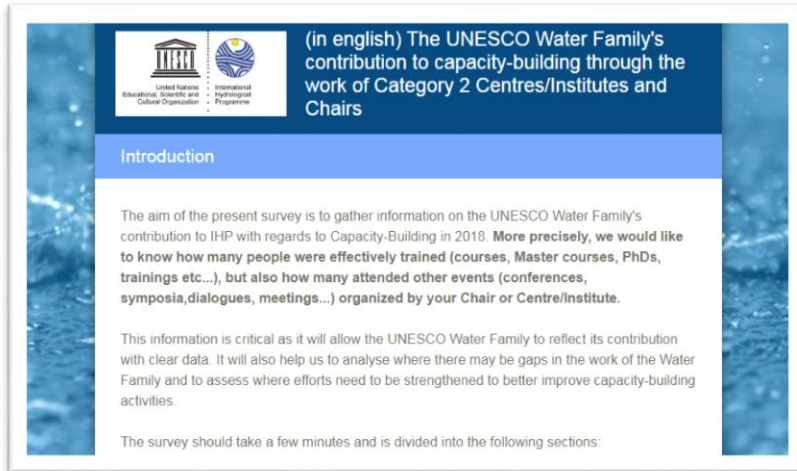 (in english) The UNESCO Water Family's
contribution to capacity-building through the
work of Category 2 Centres/Institutes and
Chairs
United Nations
Educational, Scientific and
Cultural Organization
International
Hydrological
Programme
Introduction
The aim of the present survey is to gather information on the UNESCO Water Family's
contribution to IHP with regards to Capacity-Building in 2018. More precisely, we would like
to know how many people were effectively trained (courses, Master courses, PhDs,
trainings etc...), but also how many attended other events (conferences,
symposia,dialogues, meetings...) organized by your Chair or Centre/Institute.
This information is critical as it will allow the UNESCO Water Family to reflect its contribution
with clear data. It will also help us to analyse where there may be gaps in the work of the Water
Family and to assess where efforts need to be strengthened to better improve capacity-building
activities.
The survey should take a few minutes and is divided into the following sections: